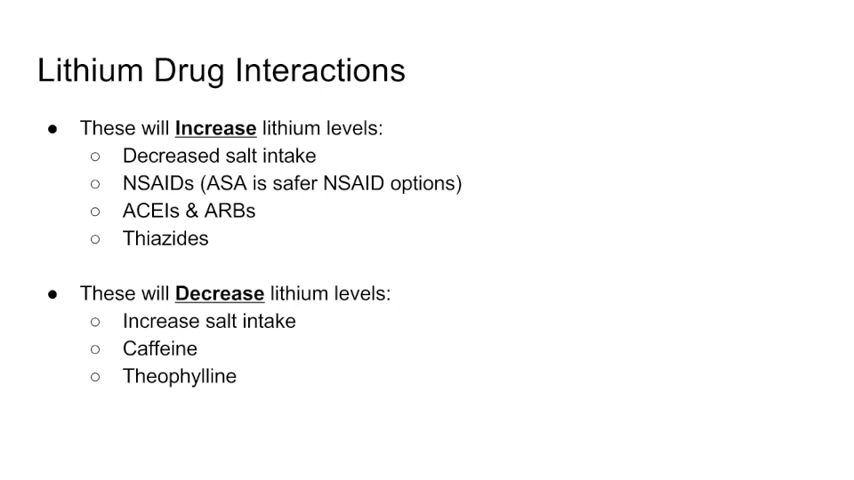 Lithium Drug Interactions
● These will Increase lithium levels:
○ Decreased salt intake
○ NSAIDs (ASA is safer NSAID options)
○ ACEIs & ARBs
○ Thiazides
● These will Decrease lithium levels:
○ Increase salt intake
○ Caffeine
○ Theophylline